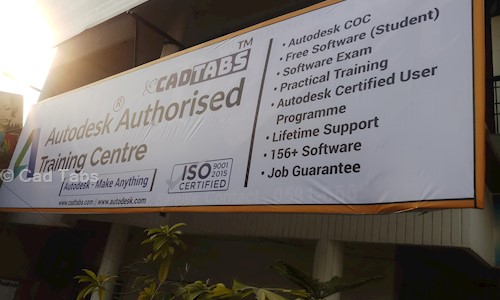 CADTABS™
Autodesk® Authorised
Training Centre
Autodesk - Make Anything
ISO 9001
2015
CERTIFIED
www.cadtabs.com / www.autodesk.com
• Autodesk COC
• Free Software (Student)
• Software Exam
• Practical Training
• Autodesk Certified User
Programme
• Lifetime Support
• 156+ Software
• Job Guarantee
© Cad Tabs